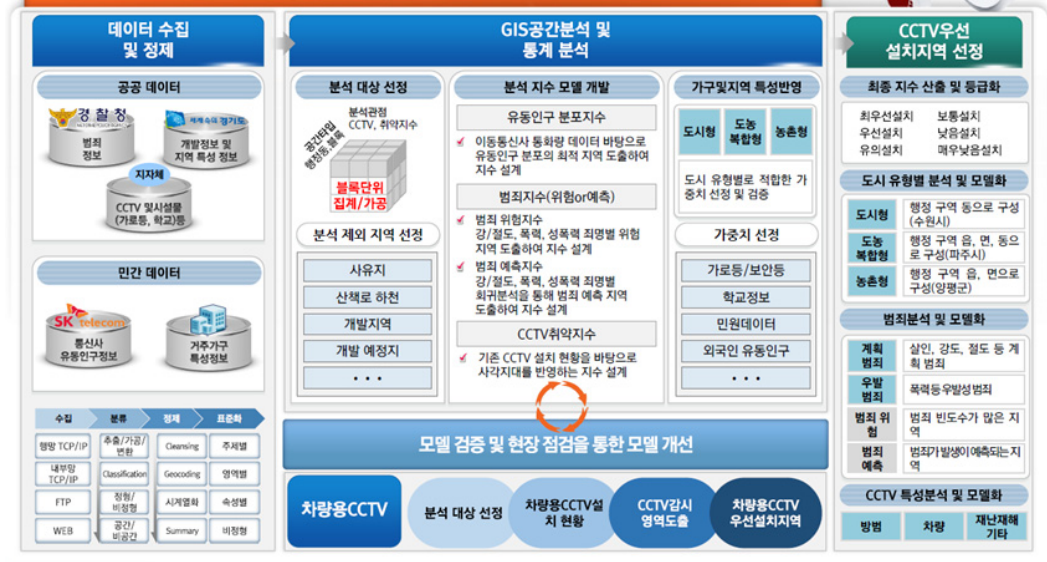 데이터 수집
및 정제
공공 데이터
경찰청
범죄
정보
세계속의 경기도
개발정보 및
지역 특성 정보
지자체
CCTV 및시설물
(가로등, 학교)등
민간 데이터
SK telecom
통신사
유동인구정보
거주가구
특성정보
수집
분류
정제
표준화
행망 TCP/IP
추출/가공/
변환
Cleansing
주제별
내부망
TCP/IP
Classification
Geocoding
영역별
FTP
정형/
비정형
시계열화
속성별
WEB
공간/
비공간
Summary
비정형
GIS공간분석 및
통계 분석
분석 대상 선정
분석관점
CCTV, 취약지수
공간타입
행정동, 블록
블록단위
집계/가공
분석 제외 지역 선정
사유지
산책로 하천
개발지역
개발 예정지
• • •
분석 지수 모델 개발
유동인구 분포지수
이동통신사 통화량 데이터 바탕으로
유동인구 분포의 최적 지역 도출하여
지수 설계
범죄지수(위험or예측)
범죄 위험지수
강/절도, 폭력, 성폭력 죄명별 위험
지역 도출하여 지수 설계
범죄 예측지수
강/절도, 폭력, 성폭력 죄명별
회귀분석을 통해 범죄 예측 지역
도출하여 지수 설계
CCTV취약지수
기존 CCTV 설치 현황을 바탕으로
사각지대를 반영하는 지수 설계
가구및지역 특성반영
도시형
도농
복합형
농촌형
도시 유형별로 적합한 가
중치 선정 및 검증
가중치 선정
가로등/보안등
학교정보
민원데이터
외국인 유동인구
• • •
모델 검증 및 현장 점검을 통한 모델 개선
차량용CCTV
분석 대상 선정
차량용CCTV설
치 현황
CCTV감시
영역도출
차량용CCTV
우선설치지역
CCTV우선
설치지역 선정
최종 지수 산출 및 등급화
최우선설치 보통설치
우선설치 낮음설치
유의설치 매우낮음설치
도시 유형별 분석 및 모델화
도시형
행정 구역 동으로 구성
(수원시)
도농
복합형
행정 구역 읍, 면, 동으
로 구성(파주시)
농촌형
행정 구역 읍, 면으로
구성(양평군)
범죄분석 및 모델화
계획
범죄
살인, 강도, 절도 등 계
획 범죄
우발
범죄
폭력등우발성범죄
범죄 위
험
범죄 빈도수가 많은 지
역
범죄
예측
범죄가발생이예측되는지
역
CCTV 특성분석 및 모델화
방범
차량
재난재해
기타